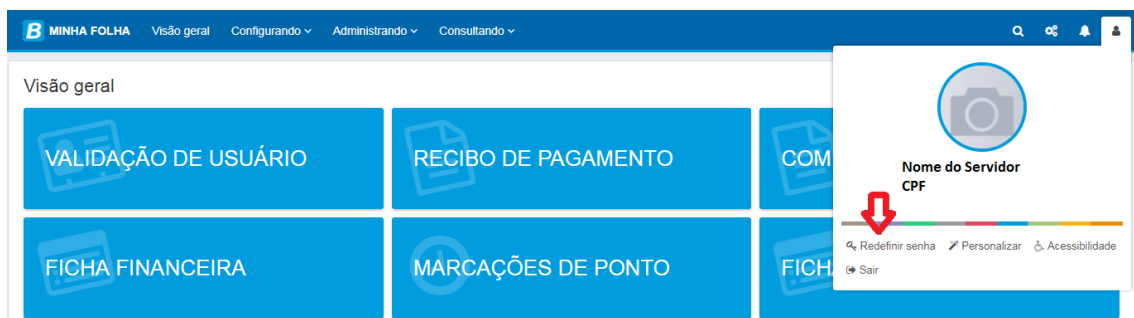 B MINHA FOLHA Visão geral Configurando Administrando Consultando
Visão geral
VALIDAÇÃO DE USUÁRIO
RECIBO DE PAGAMENTO
COM
Nome do Servidor
CPF
Redefinir senha Personalizar Acessibilidade
Sair
FICHA FINANCEIRA
MARCAÇÕES DE PONTO
FICH